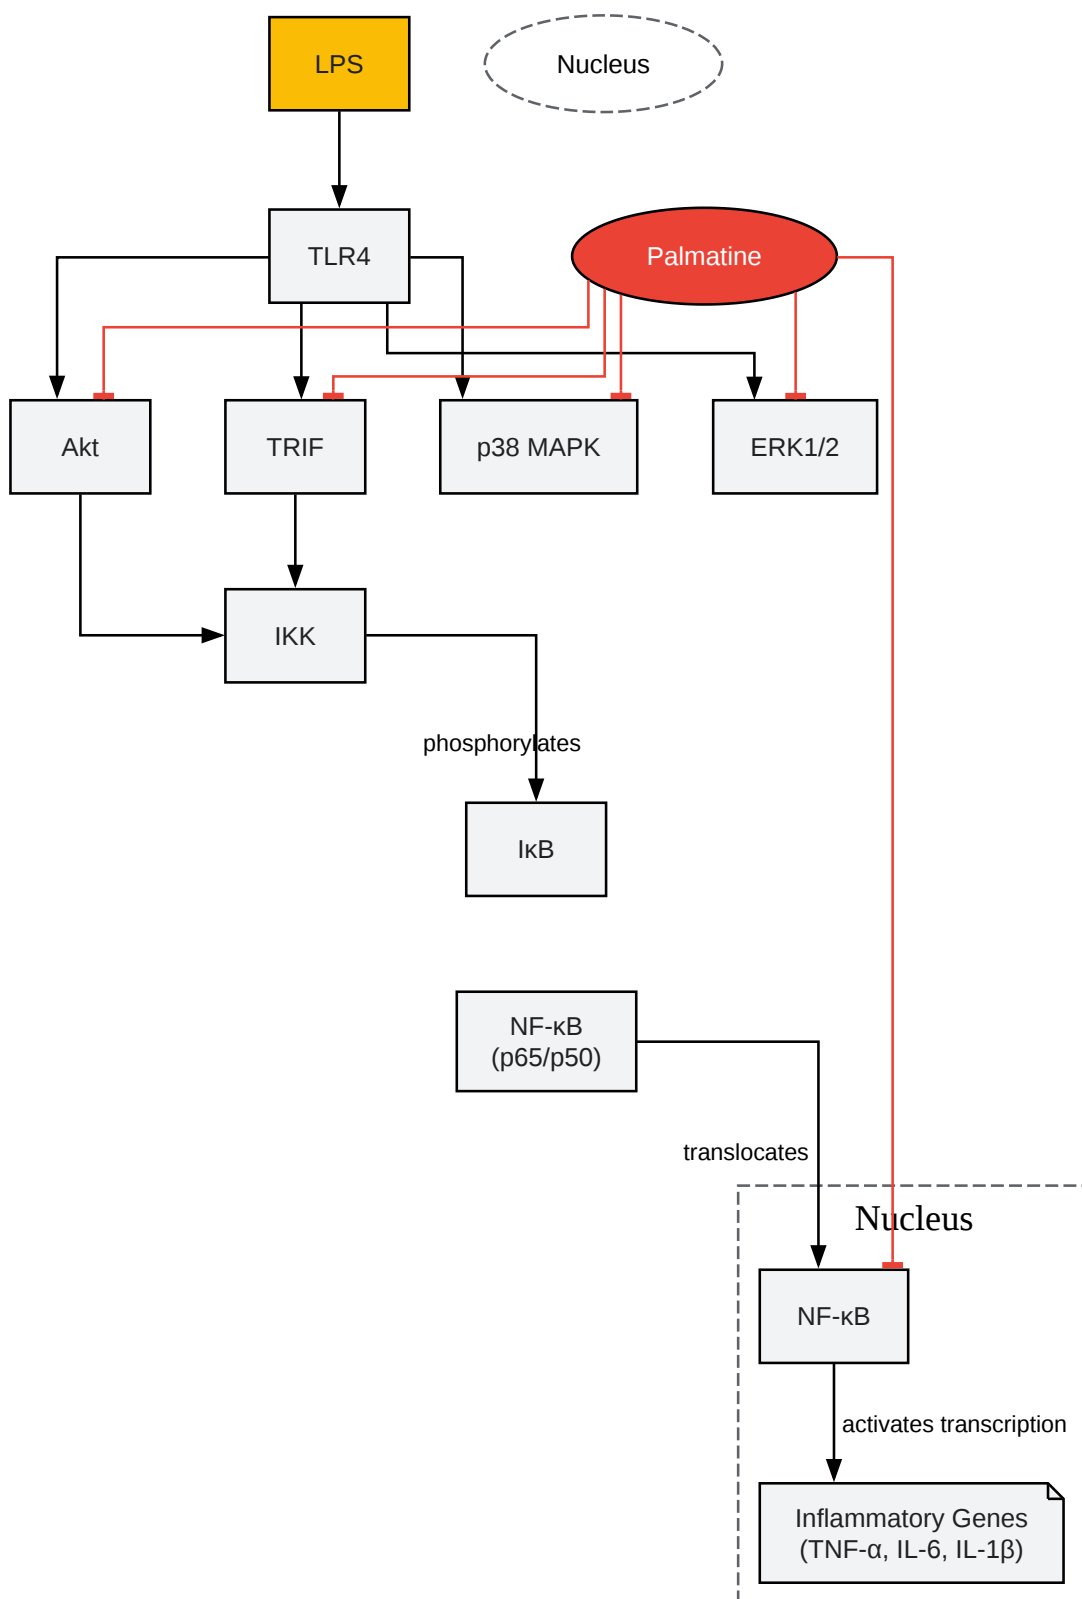 LPS
Nucleus
TLR4
Palmatine
Akt
TRIF
p38 MAPK
ERK1/2
IKK
phosphorylates
IκB
NF-κB
(p65/p50)
translocates
Nucleus
NF-κB
activates transcription
Inflammatory Genes
(TNF-α, IL-6, IL-1β)